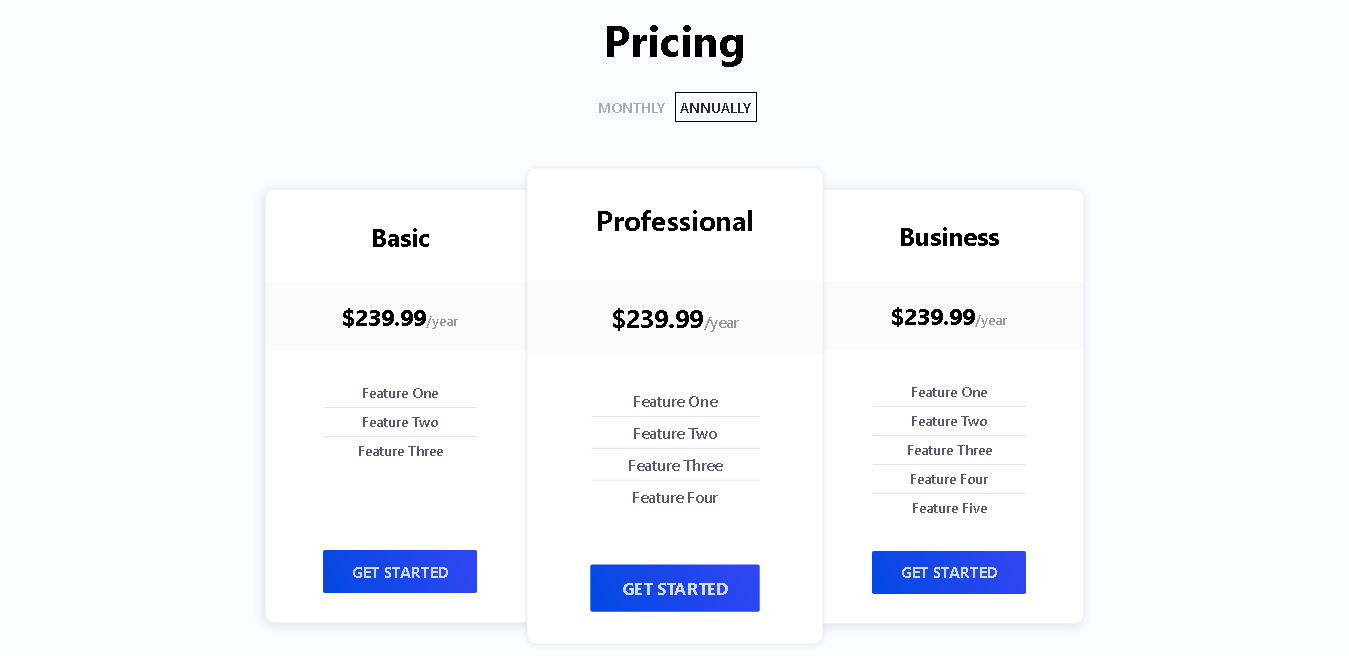 Pricing
MONTHLY ANNUALLY
Basic
$239.99/year
Feature One
Feature Two
Feature Three
GET STARTED
Professional
$239.99/year
Feature One
Feature Two
Feature Three
Feature Four
GET STARTED
Business
$239.99/year
Feature One
Feature Two
Feature Three
Feature Four
Feature Five
GET STARTED